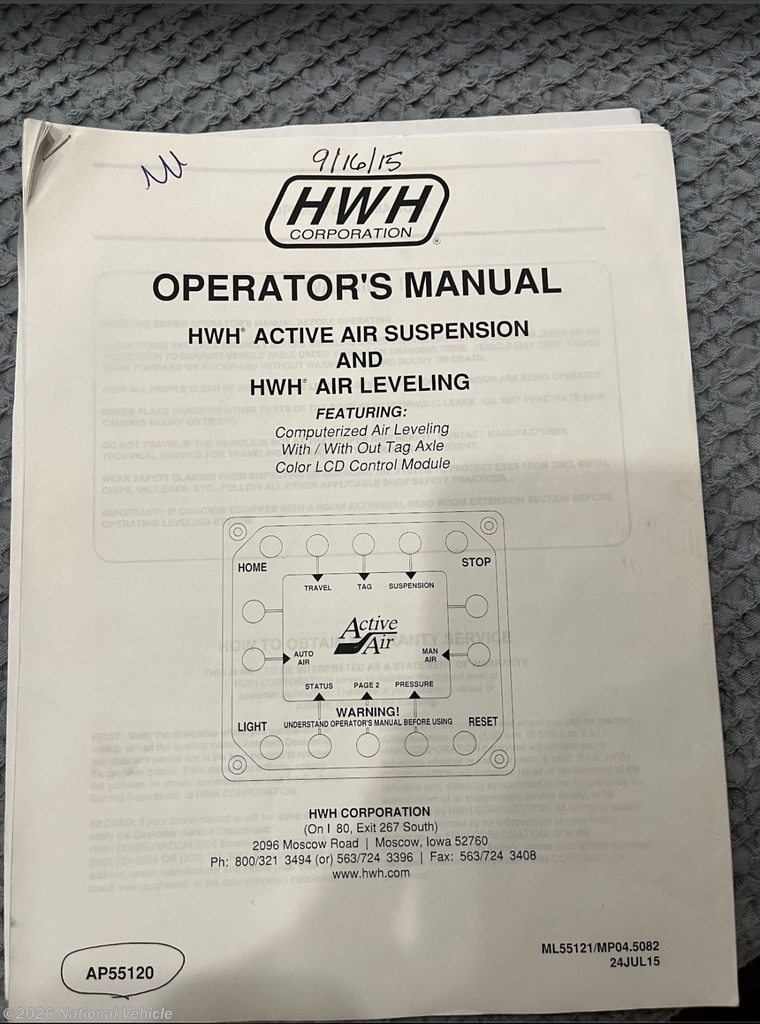 9/16/15
HWH
CORPORATION
OPERATOR'S MANUAL
HWH® ACTIVE AIR SUSPENSION
AND
HWH® AIR LEVELING
FEATURING:
Computerized Air Leveling
With / With Out Tag Axle
Color LCD Control Module
HOME
STOP
TRAVEL TAG SUSPENSION
Active
Air
AUTO
AIR
MAN
AIR
STATUS PAGE 2 PRESSURE
WARNING!
UNDERSTAND OPERATOR'S MANUAL BEFORE USING
LIGHT
RESET
HWH CORPORATION
(On I 80, Exit 267 South)
2096 Moscow Road | Moscow, Iowa 52760
Ph: 800/321 3494 (or) 563/724 3396 | Fax: 563/724 3408
www.hwh.com
ML55121/MP04.5082
24JUL15
AP55120
©2026 National Vehicle